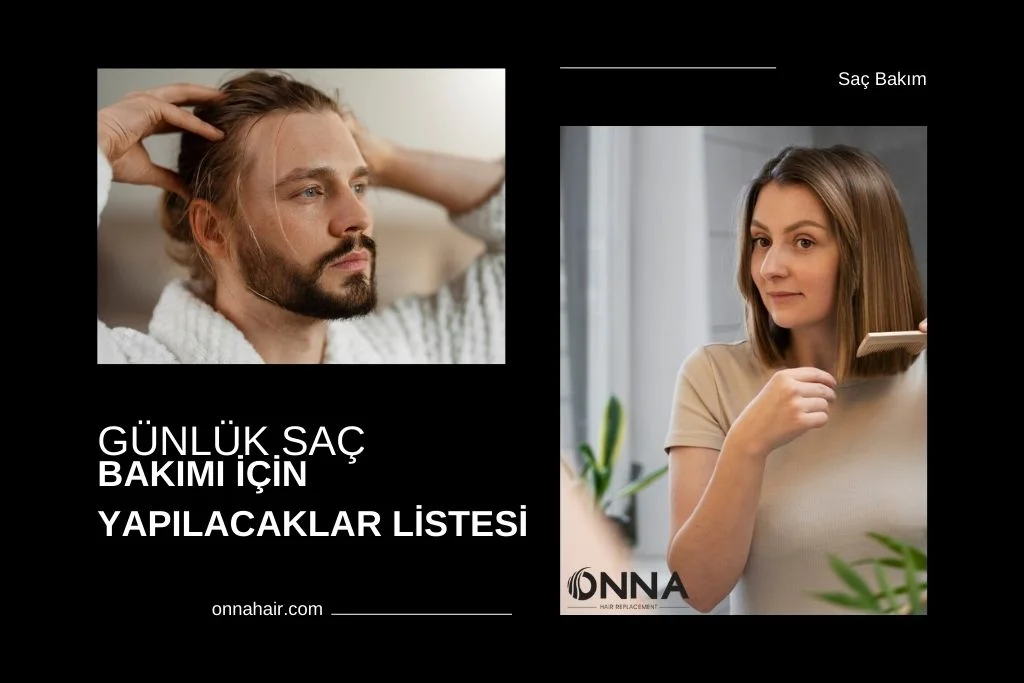 Saç Bakım
GÜNLÜK SAÇ
BAKIMI İÇİN
YAPILACAKLAR LİSTESİ
onnahair.com
ONNA
HAIR REPLACEMENT